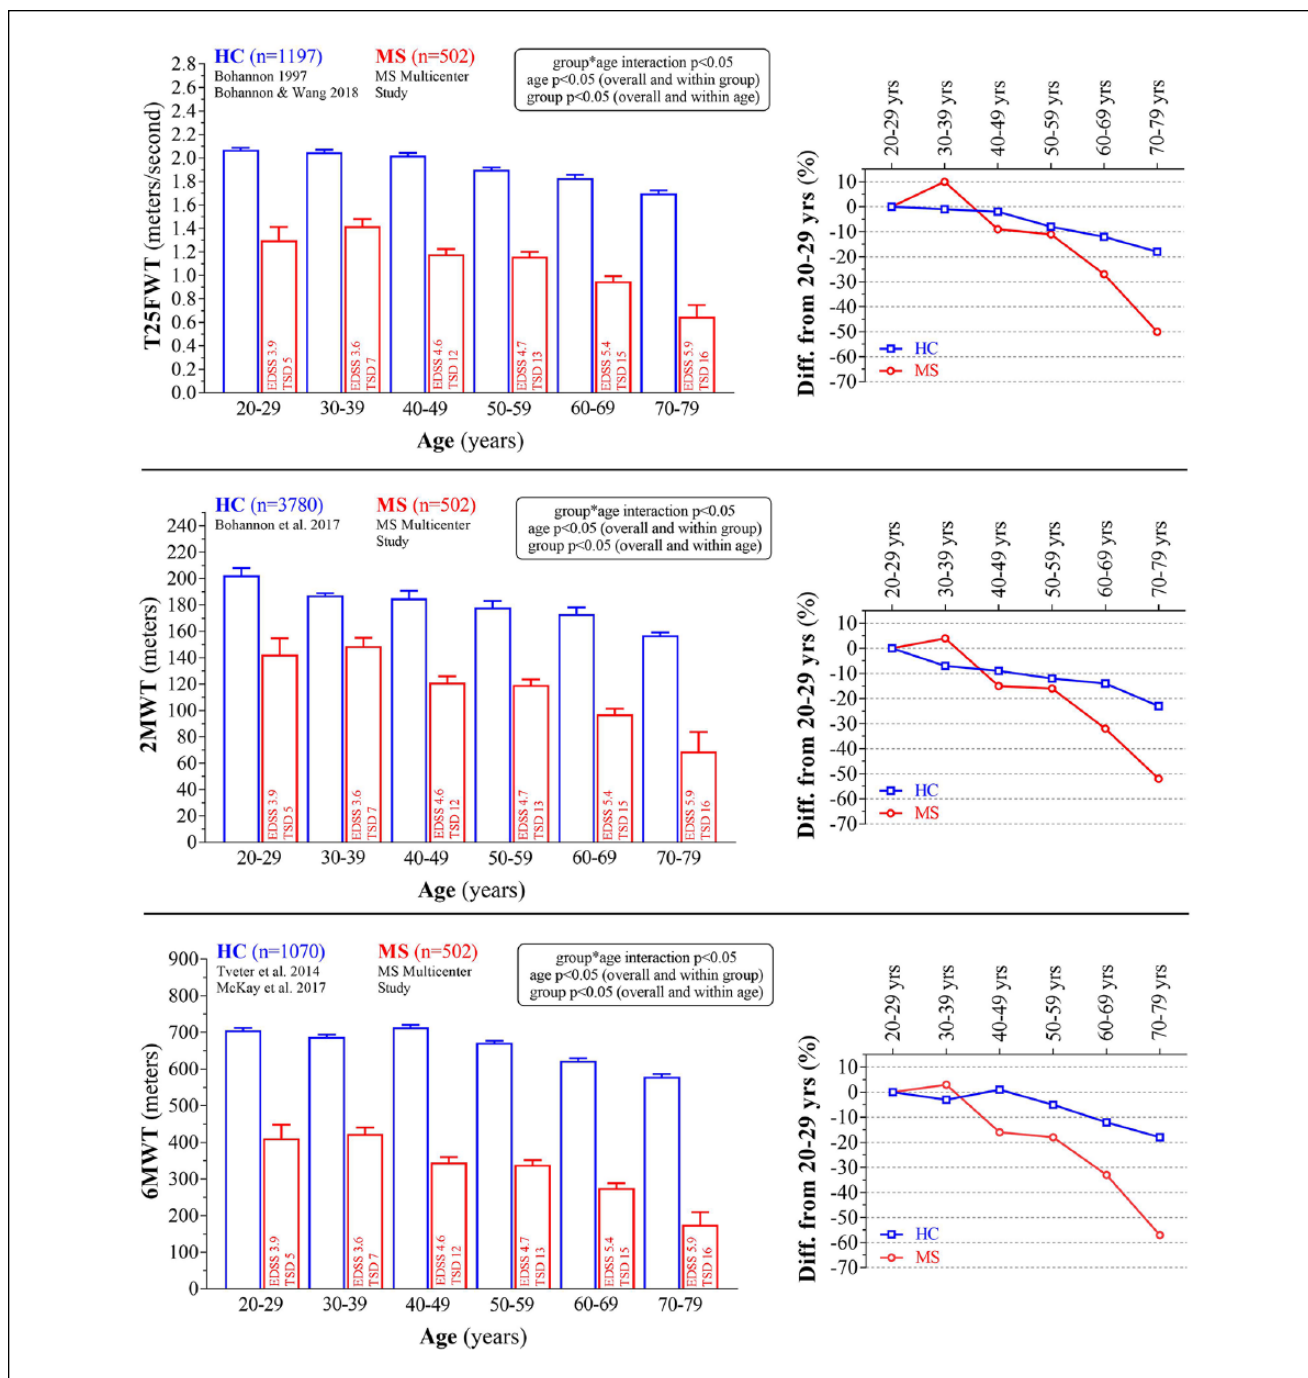 HC (n=1197)
Bohannon 1997
Bohannon & Wang 2018
MS (n=502)
MS Multicenter
Study
group*age interaction p<0.05
age p<0.05 (overall and within group)
group p<0.05 (overall and within age)
T25FWT (meters/second)
2.8
2.6
2.4
2.2
2.0
1.8
1.6
1.4
1.2
1.0
0.8
0.6
0.4
0.2
0.0
EDSS 3.9
TSD 5
EDSS 3.6
TSD 7
EDSS 4.6
TSD 12
EDSS 4.7
TSD 13
EDSS 5.4
TSD 15
EDSS 5.9
TSD 16
20-29 30-39 40-49 50-59 60-69 70-79
Age (years)
20-29 yrs
30-39 yrs
40-49 yrs
50-59 yrs
60-69 yrs
70-79 yrs
Diff. from 20-29 yrs (%)
10
0
-10
-20
-30
-40
-50
-60
-70
HC
MS
HC (n=3780)
Bohannon et al. 2017
MS (n=502)
MS Multicenter
Study
group*age interaction p<0.05
age p<0.05 (overall and within group)
group p<0.05 (overall and within age)
2MWT (meters)
240
220
200
180
160
140
120
100
80
60
40
20
0
EDSS 3.9
TSD 5
EDSS 3.6
TSD 7
EDSS 4.6
TSD 12
EDSS 4.7
TSD 13
EDSS 5.4
TSD 15
EDSS 5.9
TSD 16
20-29 30-39 40-49 50-59 60-69 70-79
Age (years)
20-29 yrs
30-39 yrs
40-49 yrs
50-59 yrs
60-69 yrs
70-79 yrs
Diff. from 20-29 yrs (%)
10
0
-10
-20
-30
-40
-50
-60
-70
HC
MS
HC (n=1070)
Tveter et al. 2014
McKay et al. 2017
MS (n=502)
MS Multicenter
Study
group*age interaction p<0.05
age p<0.05 (overall and within group)
group p<0.05 (overall and within age)
6MWT (meters)
900
800
700
600
500
400
300
200
100
0
EDSS 3.9
TSD 5
EDSS 3.6
TSD 7
EDSS 4.6
TSD 12
EDSS 4.7
TSD 13
EDSS 5.4
TSD 15
EDSS 5.9
TSD 16
20-29 30-39 40-49 50-59 60-69 70-79
Age (years)
20-29 yrs
30-39 yrs
40-49 yrs
50-59 yrs
60-69 yrs
70-79 yrs
Diff. from 20-29 yrs (%)
10
0
-10
-20
-30
-40
-50
-60
-70
HC
MS